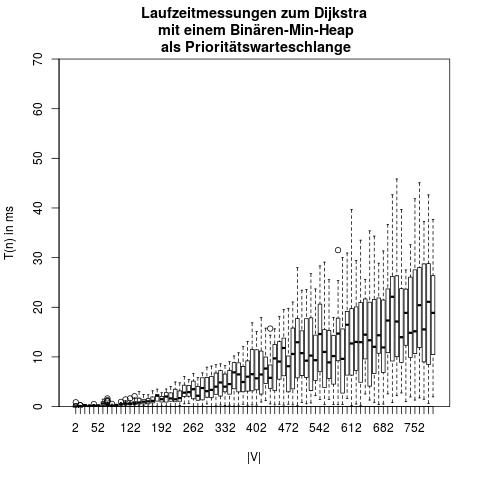 Laufzeitmessungen zum Dijkstra
mit einem Binären-Min-Heap
als Prioritätswarteschlange
T(n) in ms
70
60
50
40
30
20
10
0
2 52 122 192 262 332 402 472 542 612 682 752
|V|